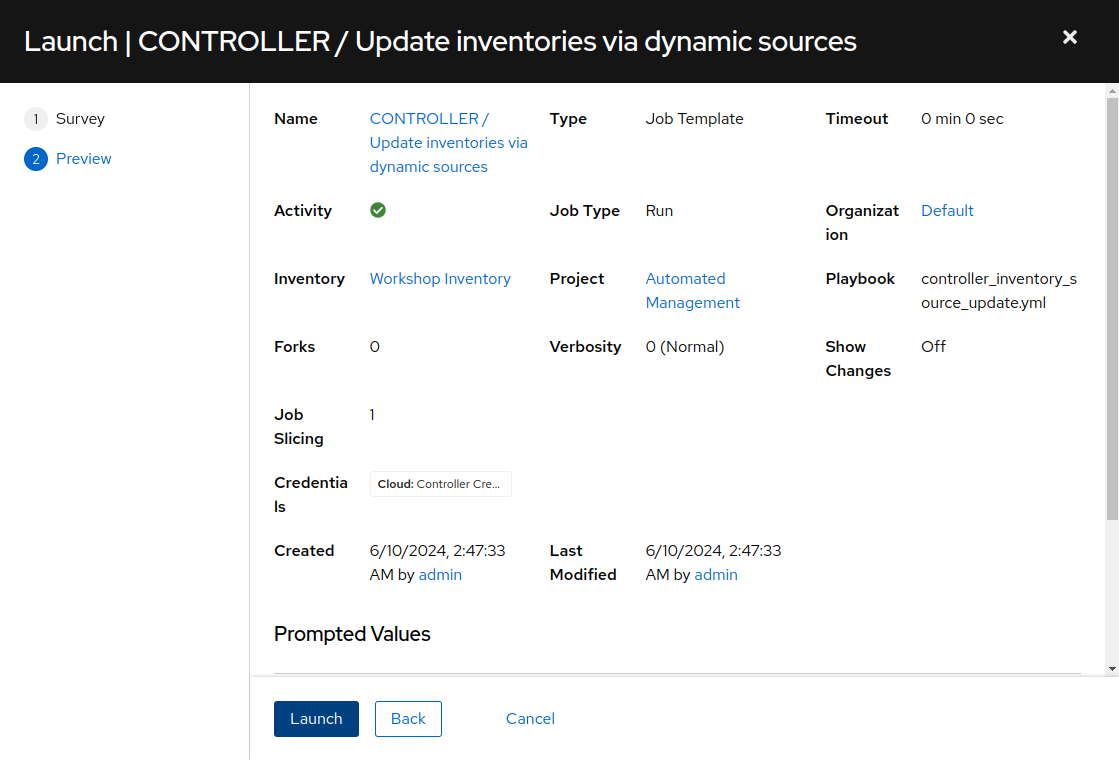 Launch | CONTROLLER / Update inventories via dynamic sources
1 Survey
2 Preview
Name CONTROLLER / Update inventories via dynamic sources
Type Job Template
Timeout 0 min 0 sec
Activity
Job Type Run
Organization Default
Inventory Workshop Inventory
Project Automated Management
Playbook controller_inventory_source_update.yml
Forks 0
Verbosity 0 (Normal)
Show Changes Off
Job Slicing 1
Credentials Cloud: Controller Cre...
Created 6/10/2024, 2:47:33 AM by admin
Last Modified 6/10/2024, 2:47:33 AM by admin
Prompted Values
Launch Back Cancel